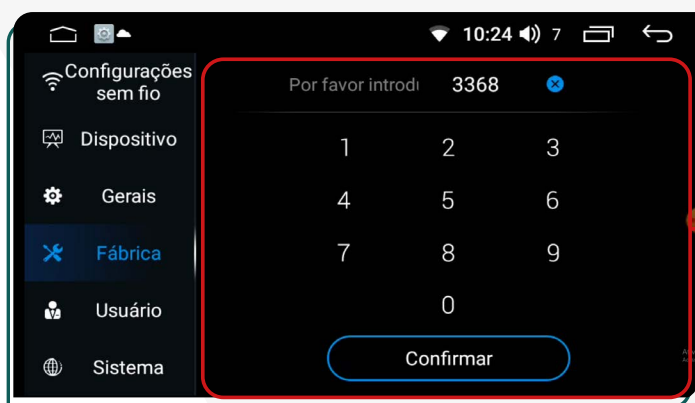 10:24 7
Configurações
sem fio
Dispositivo
Gerais
Fábrica
Usuário
Sistema
Por favor introdu 3368
1 2 3
4 5 6
7 8 9
0
Confirmar